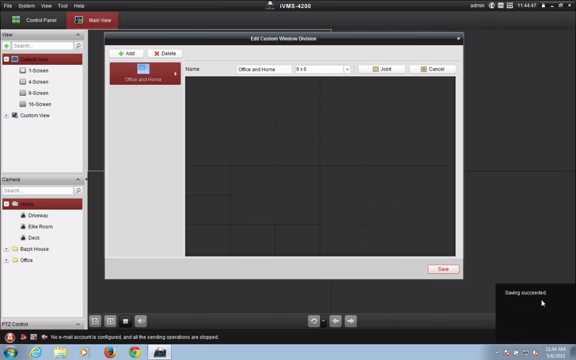 File System View Tool Help
iVMS-4200
admin
11:44:47
Control Panel
Main View
View
Search...
Default View
1-Screen
4-Screen
9-Screen
16-Screen
Custom View
Edit Custom Window Division
Add
Delete
Office and Home
Name: Office and Home 6 x 6 Joint Cancel
Save
Camera
Search...
Home
Driveway
Ellie Room
Deck
Bazyk House
Office
PTZ Control
Saving succeeded.
No e-mail account is configured, and all the sending operations are stopped.
11:44 AM